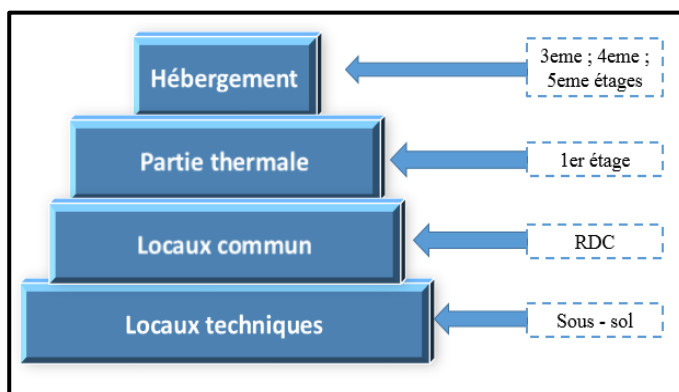 Hébergement
3eme ; 4eme ;
5eme étages
Partie thermale
1er étage
Locaux commun
RDC
Locaux techniques
Sous - sol